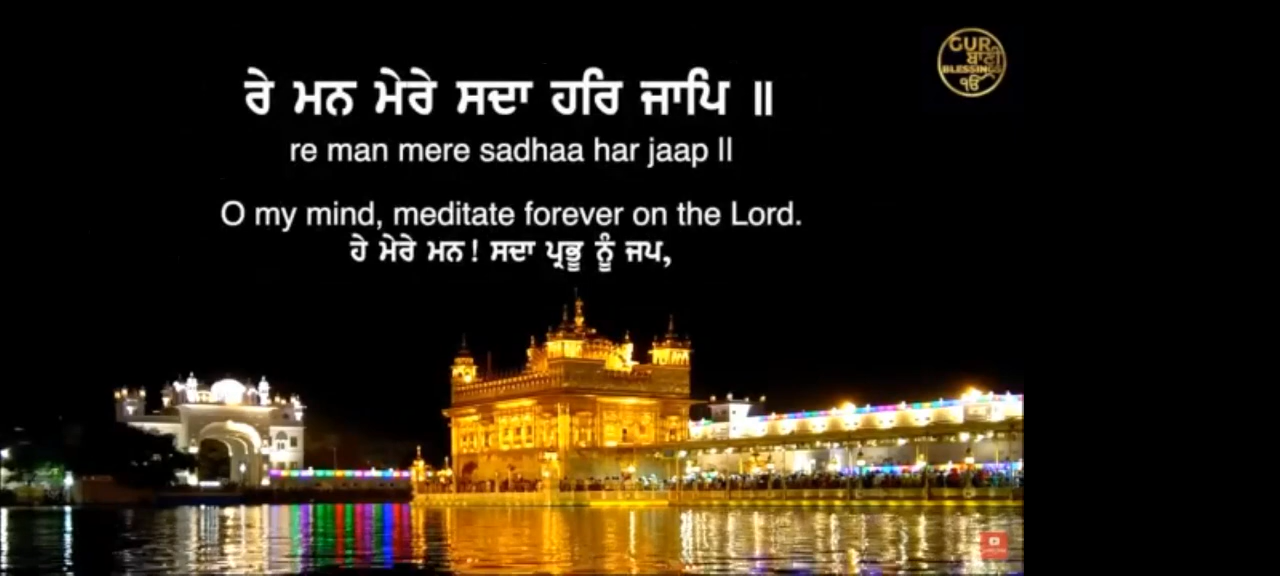 ਰੇ ਮਨ ਮੇਰੇ ਸਦਾ ਹਰਿ ਜਾਪਿ ॥
re man mere sadhaa har jaap ll
O my mind, meditate forever on the Lord.
ਹੇ ਮੇਰੇ ਮਨ! ਸਦਾ ਪ੍ਰਭੂ ਨੂੰ ਜਪ,
GUR
ਬਾਣੀ
BLESSINGS
ੴ